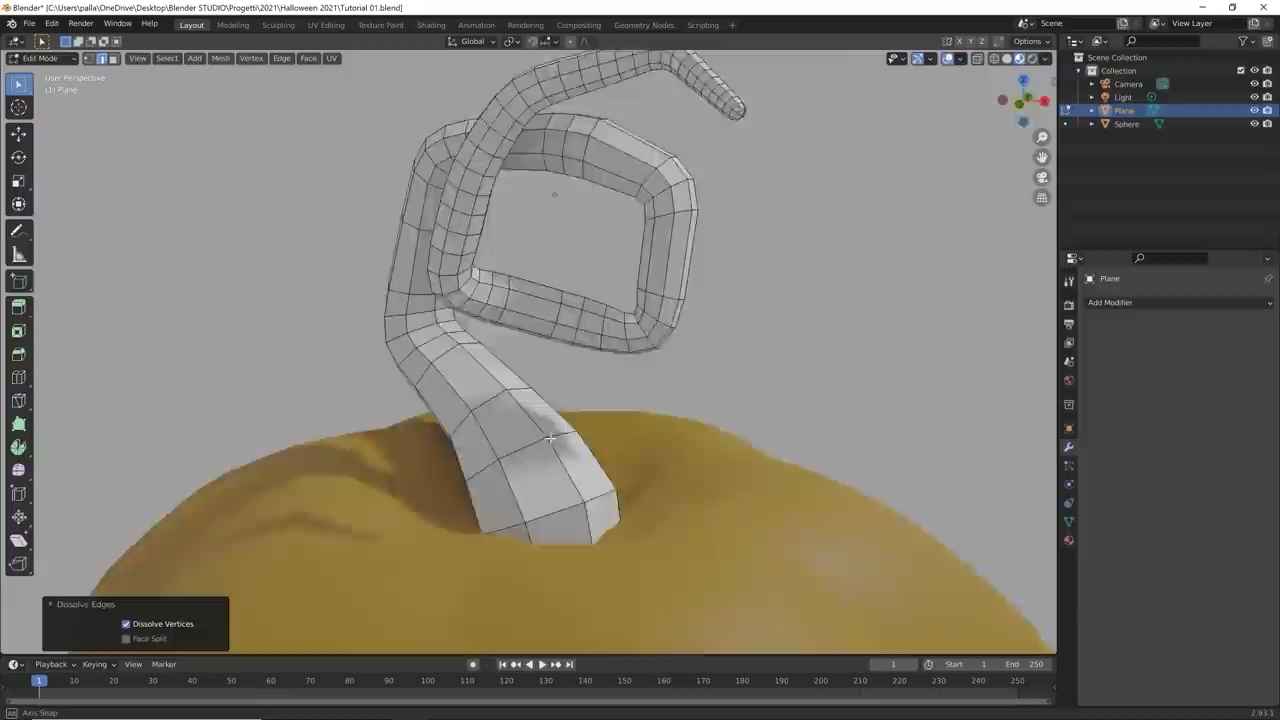 Blender* [C:\Users\palla\OneDrive\Desktop\Blender STUDIO\Progetti\2021\Halloween 2021\Tutorial 01.blend]
File Edit Render Window Help Layout Modeling Sculpting UV Editing Texture Paint Shading Animation Rendering Compositing Geometry Nodes Scripting + Scene View Layer
Global Options
X Y Z
Edit Mode View Select Add Mesh Vertex Edge Face UV
User Perspective
(1) Plane
Scene Collection
Collection
Camera
Light
Plane
Sphere
Plane
Add Modifier
Dissolve Edges
Dissolve Vertices
Face Split
Playback Keying View Marker 1 Start 1 End 250
1 10 20 30 40 50 60 70 80 90 100 110 120 130 140 150 160 170 180 190 200 210 220 230 240 250
Axis Snap 2.93.1